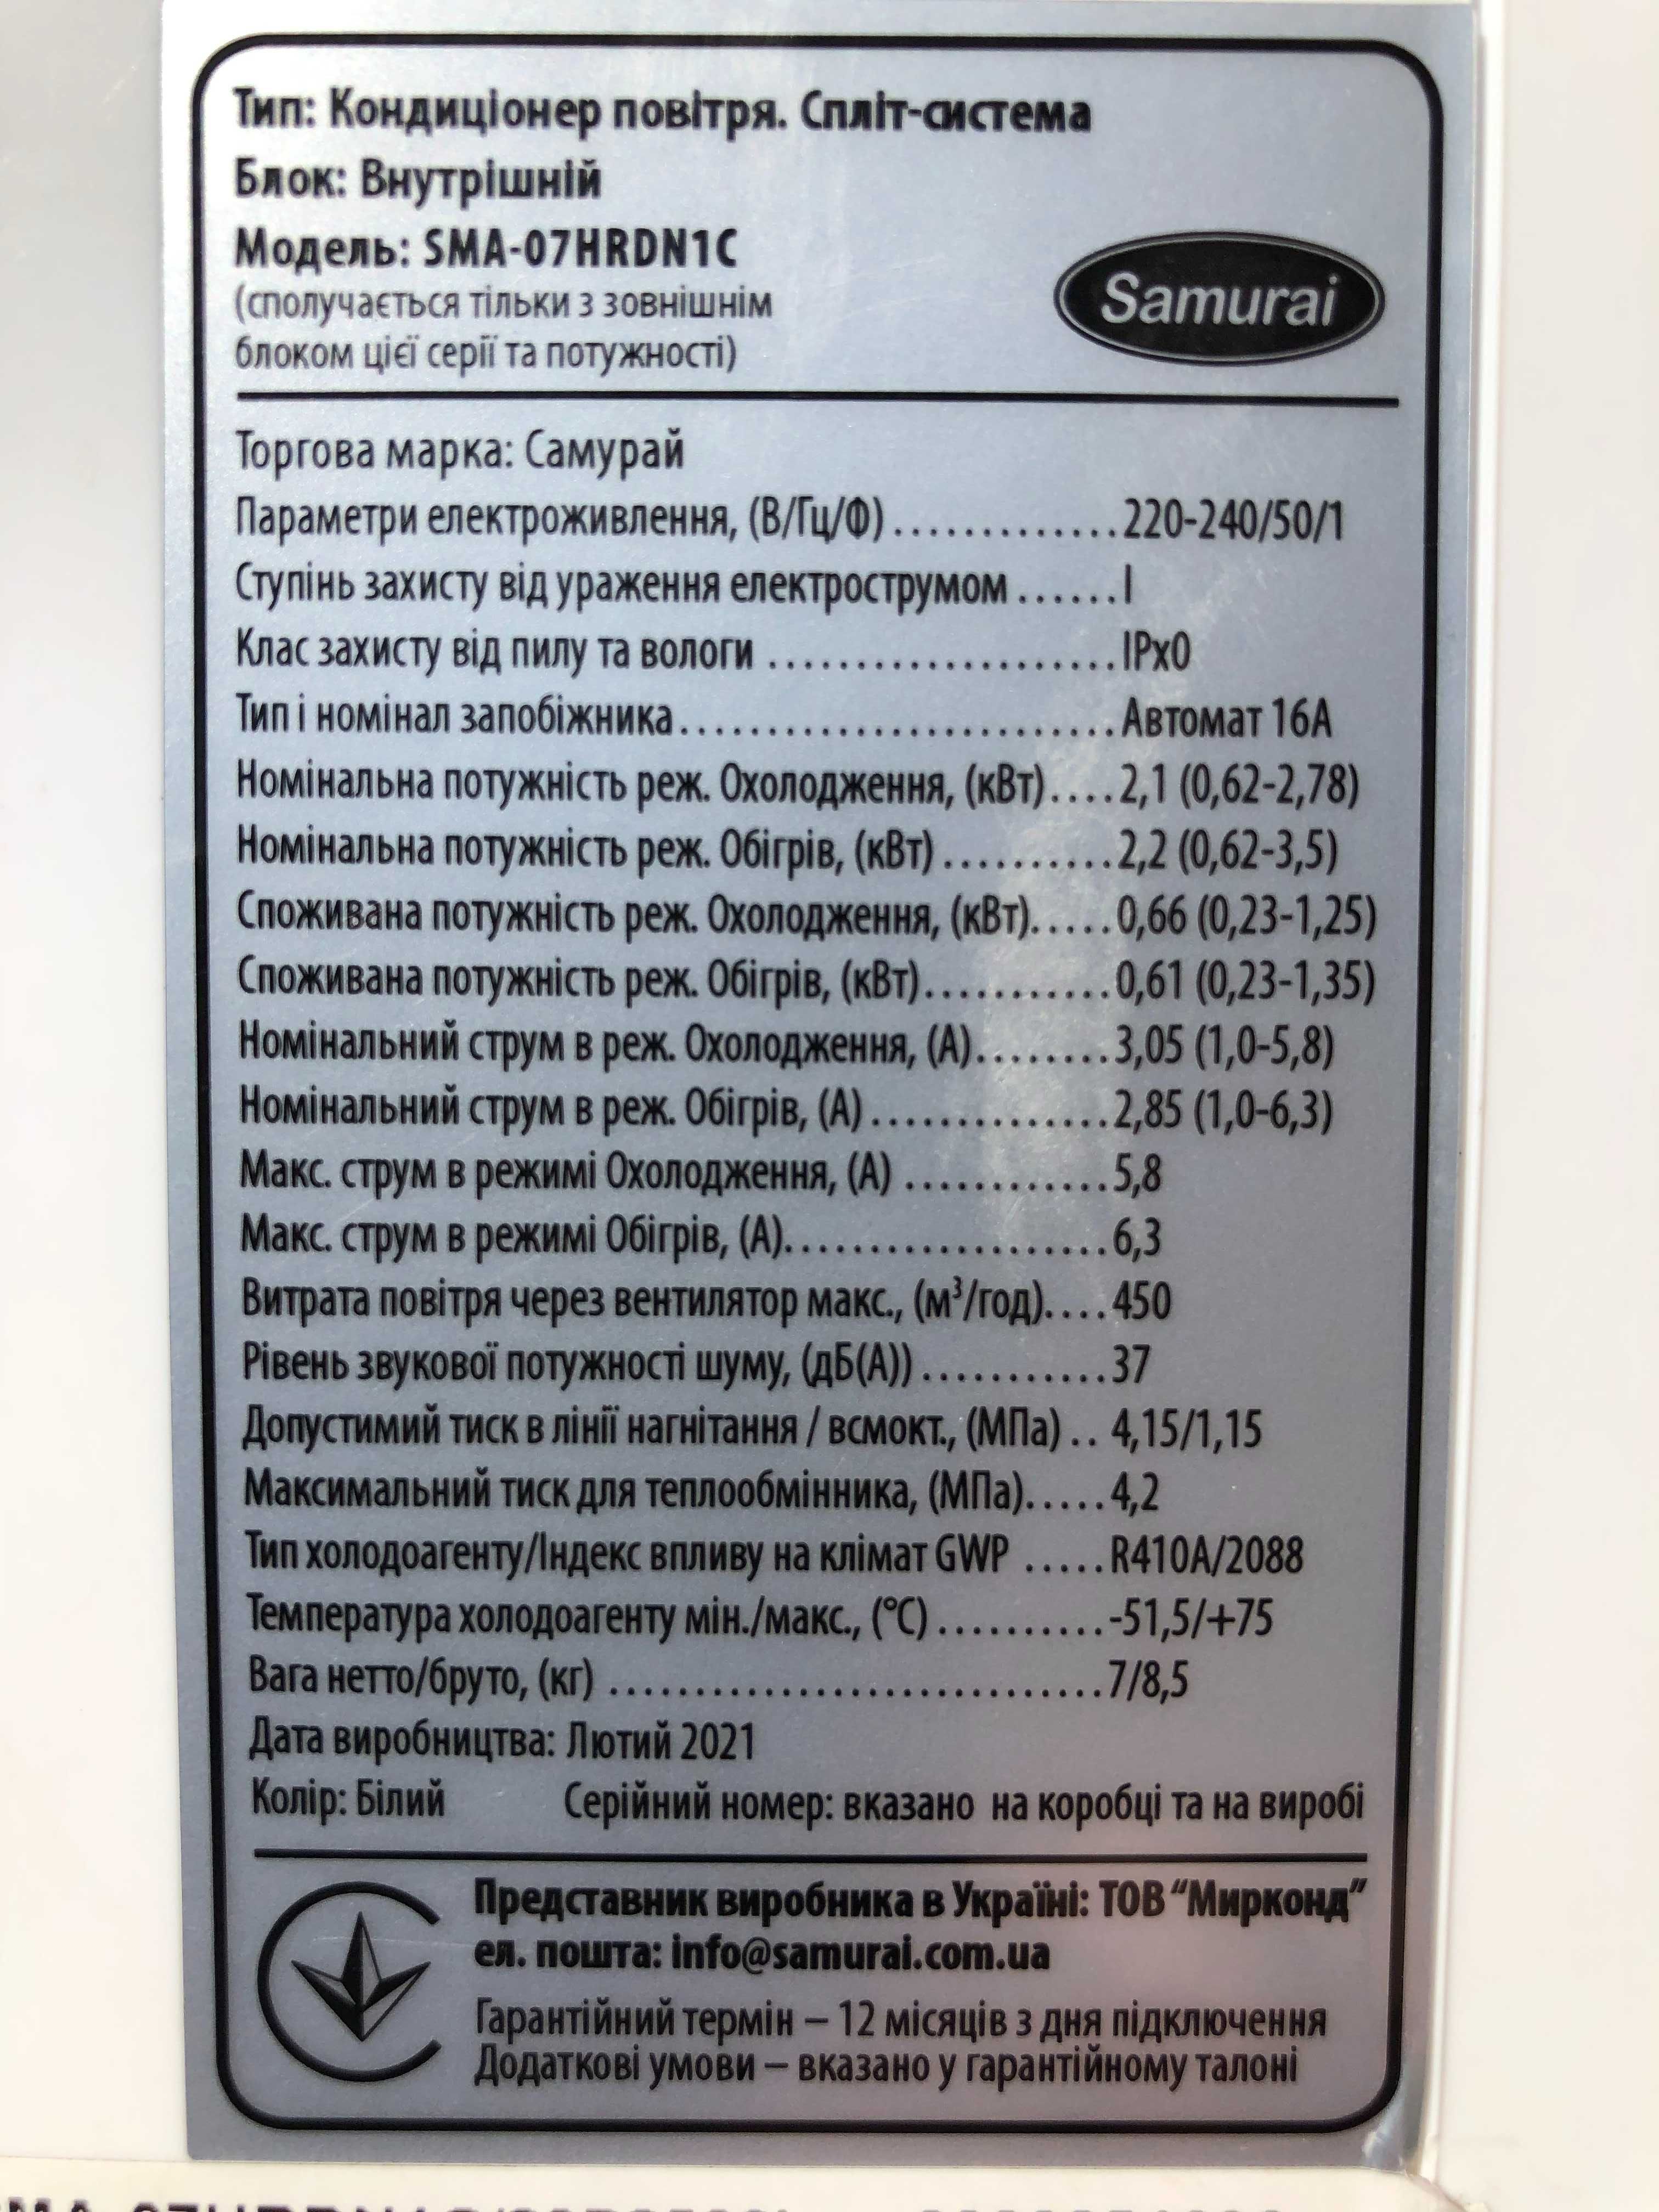 Тип: Кондиціонер повітря. Спліт-система
Блок: Внутрішній
Модель: SMA-07HRDN1C
(сполучається тільки з зовнішнім
блоком цієї серії та потужності)
Samurai
Торгова марка: Самурай
Параметри електроживлення, (В/Гц/Ф).............220-240/50/1
Ступінь захисту від ураження електрострумом......I
Клас захисту від пилу та вологи ....................IPx0
Тип і номінал запобіжника.........................Автомат 16А
Номінальна потужність реж. Охолодження, (кВт)....2,1 (0,62-2,78)
Номінальна потужність реж. Обігрів, (кВт) ..........2,2 (0,62-3,5)
Споживана потужність реж. Охолодження, (кВт).....0,66 (0,23-1,25)
Споживана потужність реж. Обігрів, (кВт)...........0,61 (0,23-1,35)
Номінальний струм в реж. Охолодження, (А)........3,05 (1,0-5,8)
Номінальний струм в реж. Обігрів, (А) ..............2,85 (1,0-6,3)
Макс. струм в режимі Охолодження, (А) ............5,8
Макс. струм в режимі Обігрів, (А)...................6,3
Витрата повітря через вентилятор макс., (м³/год)....450
Рівень звукової потужності шуму, (дБ(А)) ...........37
Допустимий тиск в лінії нагнітання / всмокт., (МПа) .. 4,15/1,15
Максимальний тиск для теплообмінника, (МПа).....4,2
Тип холодоагенту/Індекс впливу на клімат GWP .....R410A/2088
Температура холодоагенту мін./макс., (°С) ..........-51,5/+75
Вага нетто/бруто, (кг) .............................7/8,5
Дата виробництва: Лютий 2021
Колір: Білий Серійний номер: вказано на коробці та на виробі
Представник виробника в Україні: ТОВ “Мирконд”
ел. пошта: info@samurai.com.ua
Гарантійний термін – 12 місяців з дня підключення
Додаткові умови – вказано у гарантійному талоні